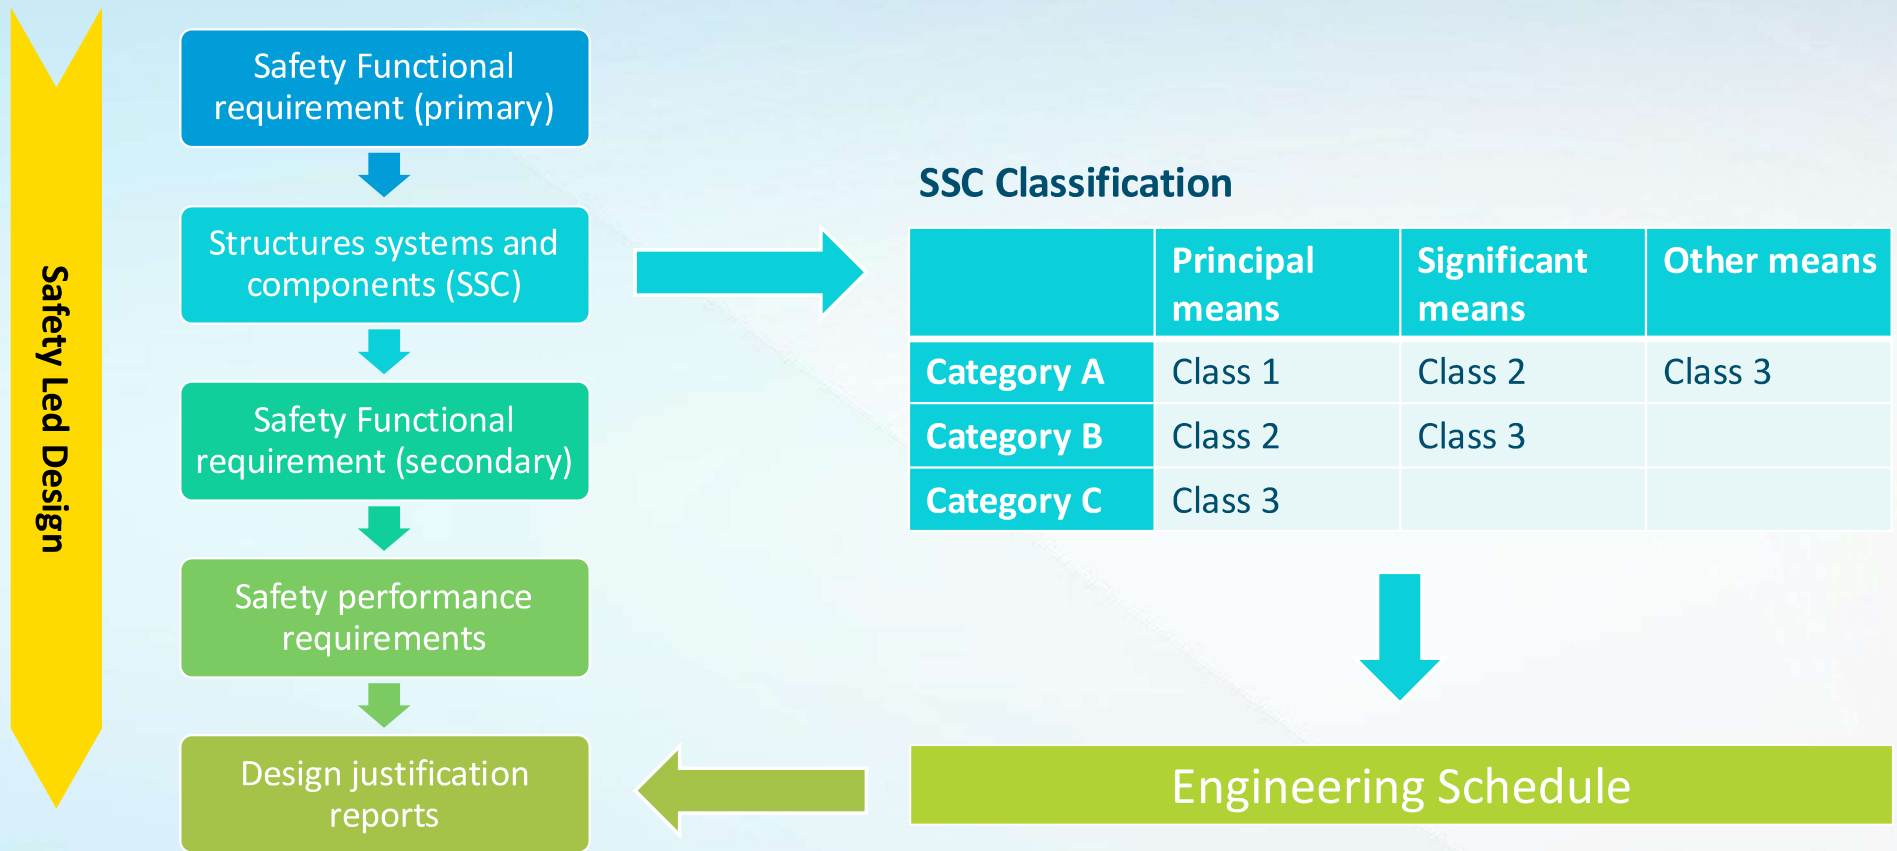 Safety Led Design
Safety Functional
requirement (primary)
Structures systems and
components (SSC)
Safety Functional
requirement (secondary)
Safety performance
requirements
Design justification
reports
SSC Classification
Principal
means
Significant
means
Other means
Category A
Class 1
Class 2
Class 3
Category B
Class 2
Class 3
Category C
Class 3
Engineering Schedule